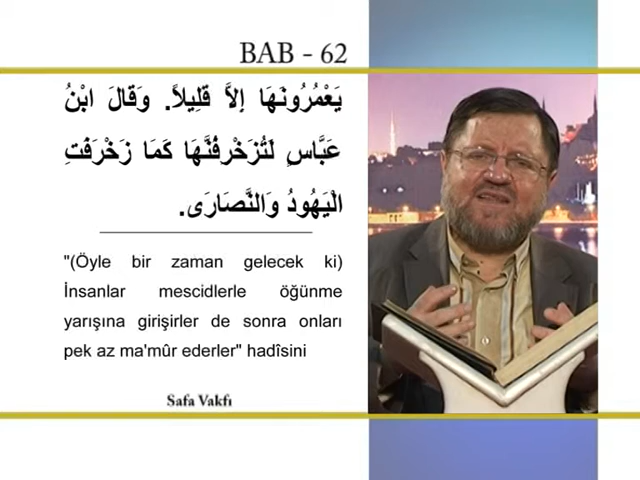 BAB - 62
يَعْمُرُونَهَا إِلاَّ قَلِيلاً. وَقَالَ ابْنُ
عَبَّاسٍ لَتُزَخْرِفُنَّهَا كَمَا زَخْرَفَتِ
الْيَهُودُ وَالنَّصَارَى.
"(Öyle bir zaman gelecek ki)
İnsanlar mescidlerle öğünme
yarışına girişirler de sonra onları
pek az ma'mûr ederler" hadîsini
Safa Vakfı